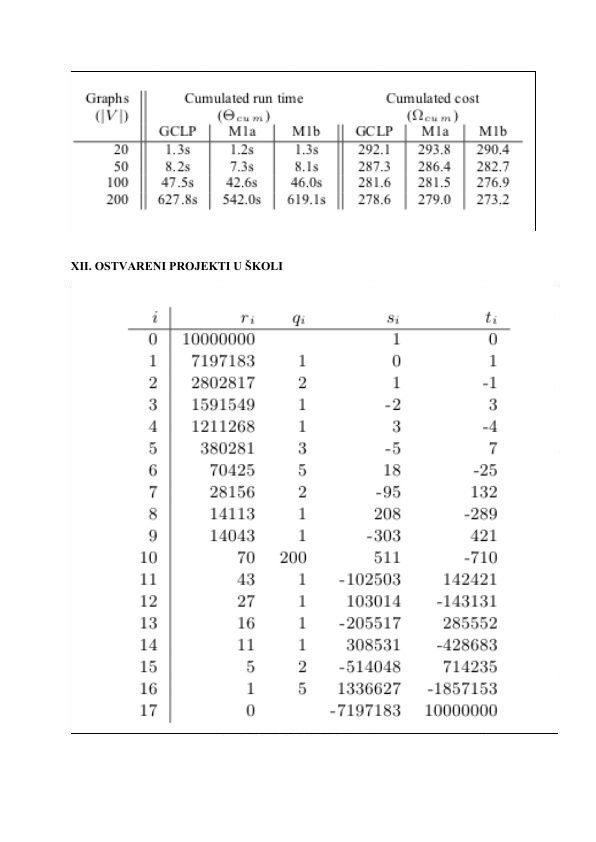 Graphs Cumulated run time Cumulated cost
(|V|) (Θcum) (Ωcum)
GCLP M1a M1b GCLP M1a M1b
20 1.3s 1.2s 1.3s 292.1 293.8 290.4
50 8.2s 7.3s 8.1s 287.3 286.4 282.7
100 47.5s 42.6s 46.0s 281.6 281.5 276.9
200 627.8s 542.0s 619.1s 278.6 279.0 273.2
XII. OSTVARENI PROJEKTI U ŠKOLI
i ri qi si ti
0 10000000 1 0
1 7197183 1 0 1
2 2802817 2 1 -1
3 1591549 1 -2 3
4 1211268 1 3 -4
5 380281 3 -5 7
6 70425 5 18 -25
7 28156 2 -95 132
8 14113 1 208 -289
9 14043 1 -303 421
10 70 200 511 -710
11 43 1 -102503 142421
12 27 1 103014 -143131
13 16 1 -205517 285552
14 11 1 308531 -428683
15 5 2 -514048 714235
16 1 5 1336627 -1857153
17 0 -7197183 10000000